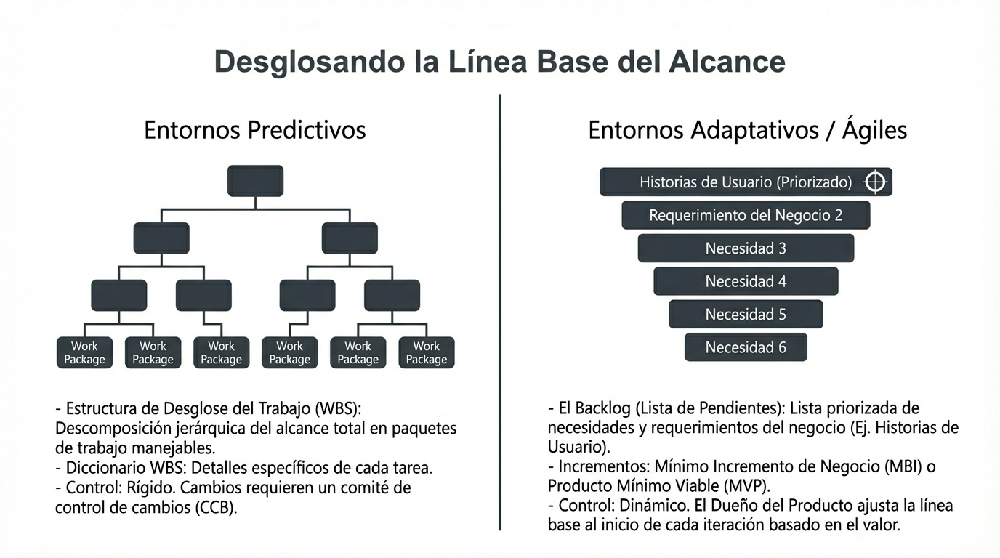 Desglosando la Línea Base del Alcance
Entornos Predictivos
Work
Package
Work
Package
Work
Package
Work
Package
Work
Package
Work
Package
- Estructura de Desglose del Trabajo (WBS):
Descomposición jerárquica del alcance total en paquetes
de trabajo manejables.
- Diccionario WBS: Detalles específicos de cada tarea.
- Control: Rígido. Cambios requieren un comité de
control de cambios (CCB).
Entornos Adaptativos / Ágiles
Historias de Usuario (Priorizado)
Requerimiento del Negocio 2
Necesidad 3
Necesidad 4
Necesidad 5
Necesidad 6
- El Backlog (Lista de Pendientes): Lista priorizada de
necesidades y requerimientos del negocio (Ej. Historias de
Usuario).
- Incrementos: Mínimo Incremento de Negocio (MBI) o
Producto Mínimo Viable (MVP).
- Control: Dinámico. El Dueño del Producto ajusta la línea
base al inicio de cada iteración basado en el valor.